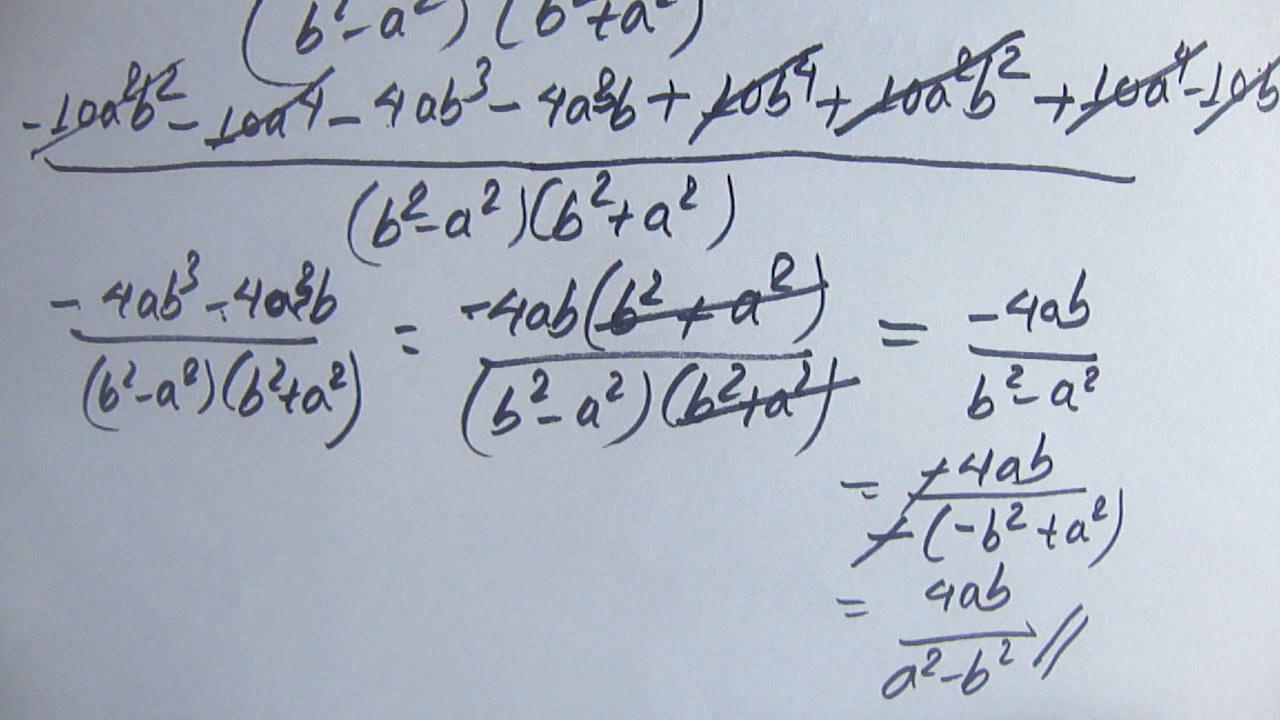 (b²-a²)(b²+a²)
-10a²b² - 10a⁴ - 4ab³ - 4a³b + 10b⁴ + 10a²b² + 10a⁴ - 10b
(b²-a²)(b²+a²)
-4ab³-4a³b / (b²-a²)(b²+a²) = -4ab(b²+a²) / (b²-a²)(b²+a²) = -4ab / b²-a²
= -4ab / -(-b²+a²)
= 4ab / a²-b² //